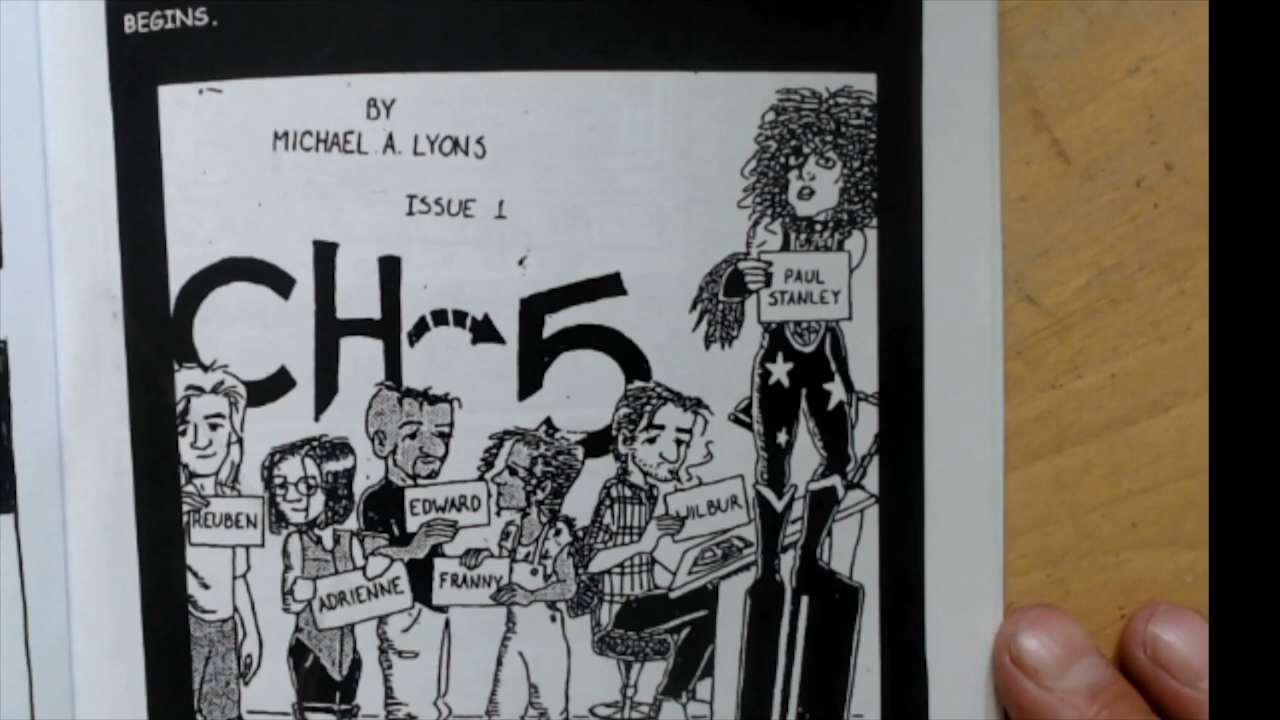 BEGINS.
BY
MICHAEL A. LYONS
ISSUE 1
CH 5
PAUL
STANLEY
REUBEN
ADRIENNE
EDWARD
FRANNY
WILBUR